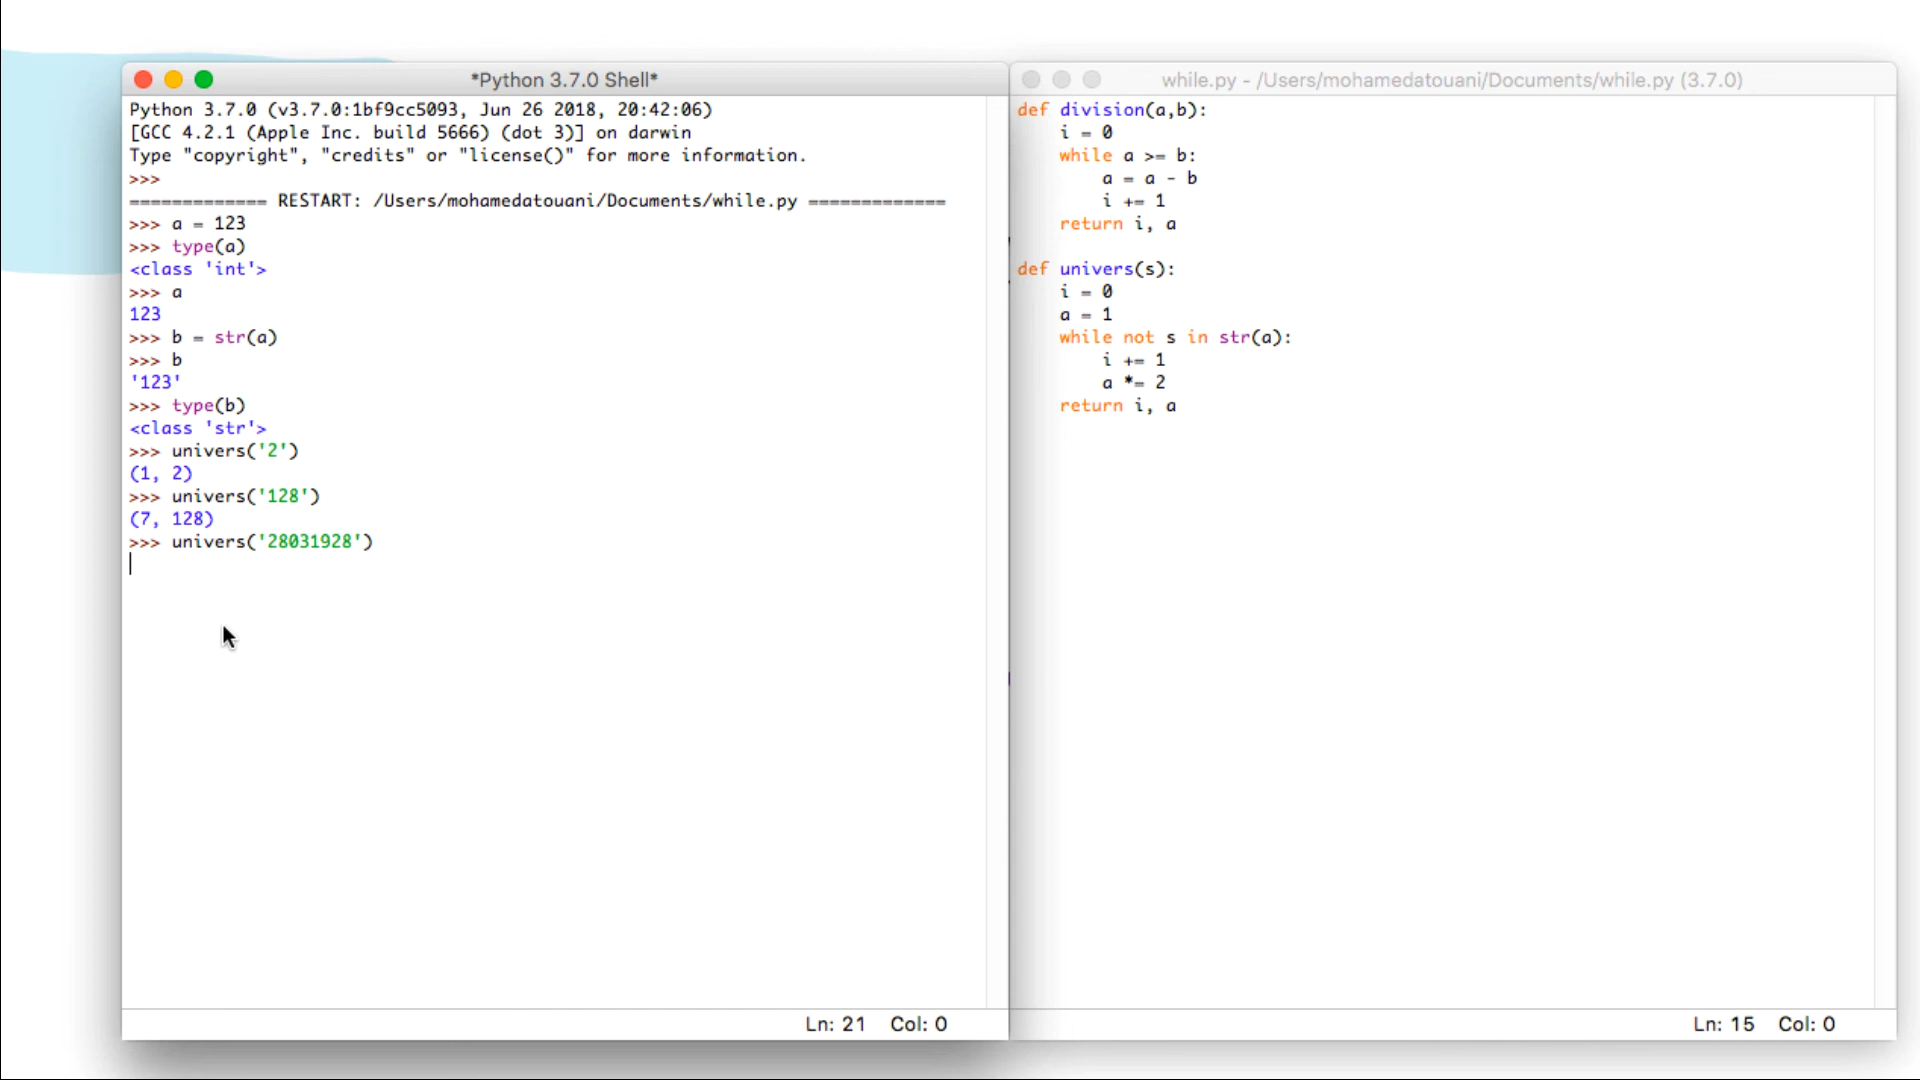 *Python 3.7.0 Shell*
Python 3.7.0 (v3.7.0:1bf9cc5093, Jun 26 2018, 20:42:06)
[GCC 4.2.1 (Apple Inc. build 5666) (dot 3)] on darwin
Type "copyright", "credits" or "license()" for more information.
>>>
============= RESTART: /Users/mohamedatouani/Documents/while.py =============
>>> a = 123
>>> type(a)
<class 'int'>
>>> a
123
>>> b = str(a)
>>> b
'123'
>>> type(b)
<class 'str'>
>>> univers('2')
(1, 2)
>>> univers('128')
(7, 128)
>>> univers('28031928')
Ln: 21 Col: 0
while.py - /Users/mohamedatouani/Documents/while.py (3.7.0)
def division(a,b):
    i = 0
    while a >= b:
        a = a - b
        i += 1
    return i, a
def univers(s):
    i = 0
    a = 1
    while not s in str(a):
        i += 1
        a *= 2
    return i, a
Ln: 15 Col: 0